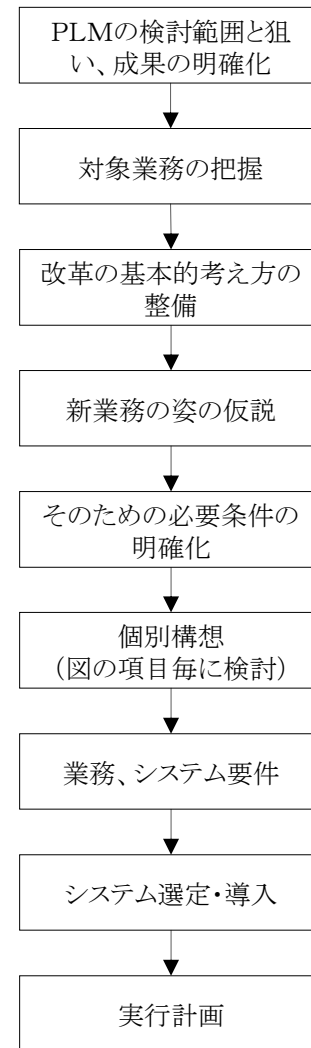 PLMの検討範囲と狙
い、成果の明確化
対象業務の把握
改革の基本的考え方の
整備
新業務の姿の仮説
そのための必要条件の
明確化
個別構想
(図の項目毎に検討)
業務、システム要件
システム選定・導入
実行計画